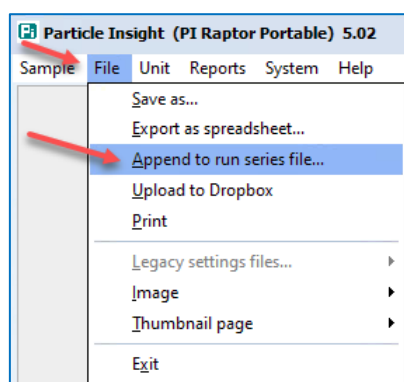 Particle Insight (PI Raptor Portable) 5.02
Sample File Unit Reports System Help
Save as...
Export as spreadsheet...
Append to run series file...
Upload to Dropbox
Print
Legacy settings files...
Image
Thumbnail page
Exit